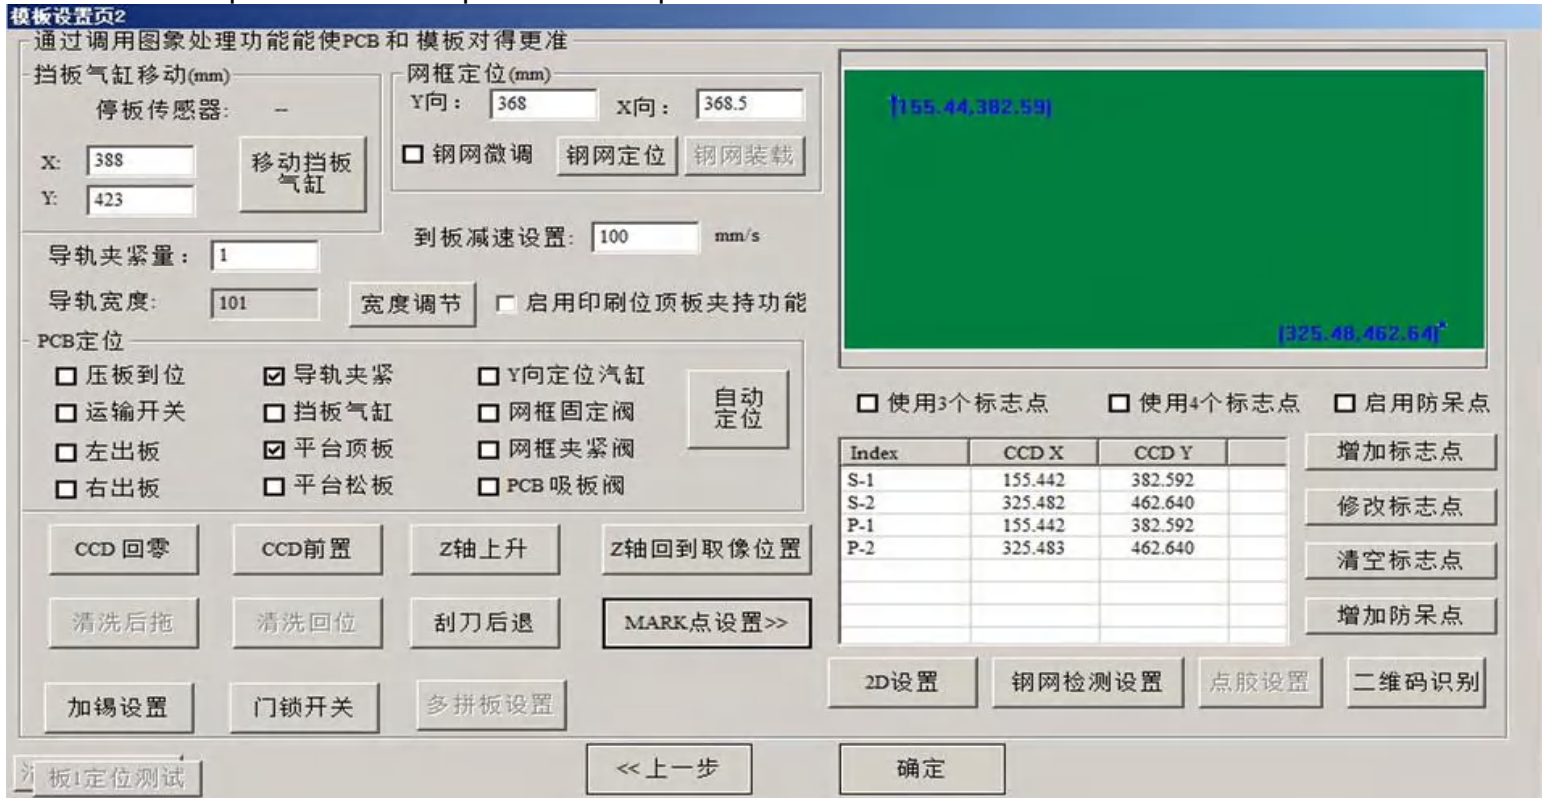 模板设置页2
通过调用图象处理功能能使PCB 和 模板对得更准
挡板气缸移动(mm)
停板传感器: --
X: 388
Y: 423
移动挡板
气缸
网框定位(mm)
Y向: 368 X向: 368.5
钢网微调 钢网定位 钢网装载
导轨夹紧量: 1
到板减速设置: 100 mm/s
导轨宽度: 101 宽度调节 启用印刷位顶板夹持功能
PCB定位
压板到位 导轨夹紧 Y向定位汽缸
运输开关 挡板气缸 网框固定阀
左出板 平台顶板 网框夹紧阀
右出板 平台松板 PCB 吸板阀
自动
定位
CCD 回零 CCD前置 Z轴上升 Z轴回到取像位置
清洗后拖 清洗回位 刮刀后退 MARK点设置>>
加锡设置 门锁开关 多拼板设置
[155.44,382.59]
[325.48,462.64]
使用3个标志点 使用4个标志点 启用防呆点
Index CCD X CCD Y
S-1 155.442 382.592
S-2 325.482 462.640
P-1 155.442 382.592
P-2 325.483 462.640
增加标志点
修改标志点
清空标志点
增加防呆点
2D设置 钢网检测设置 点胶设置 二维码识别
板1定位测试 <<上一步 确定